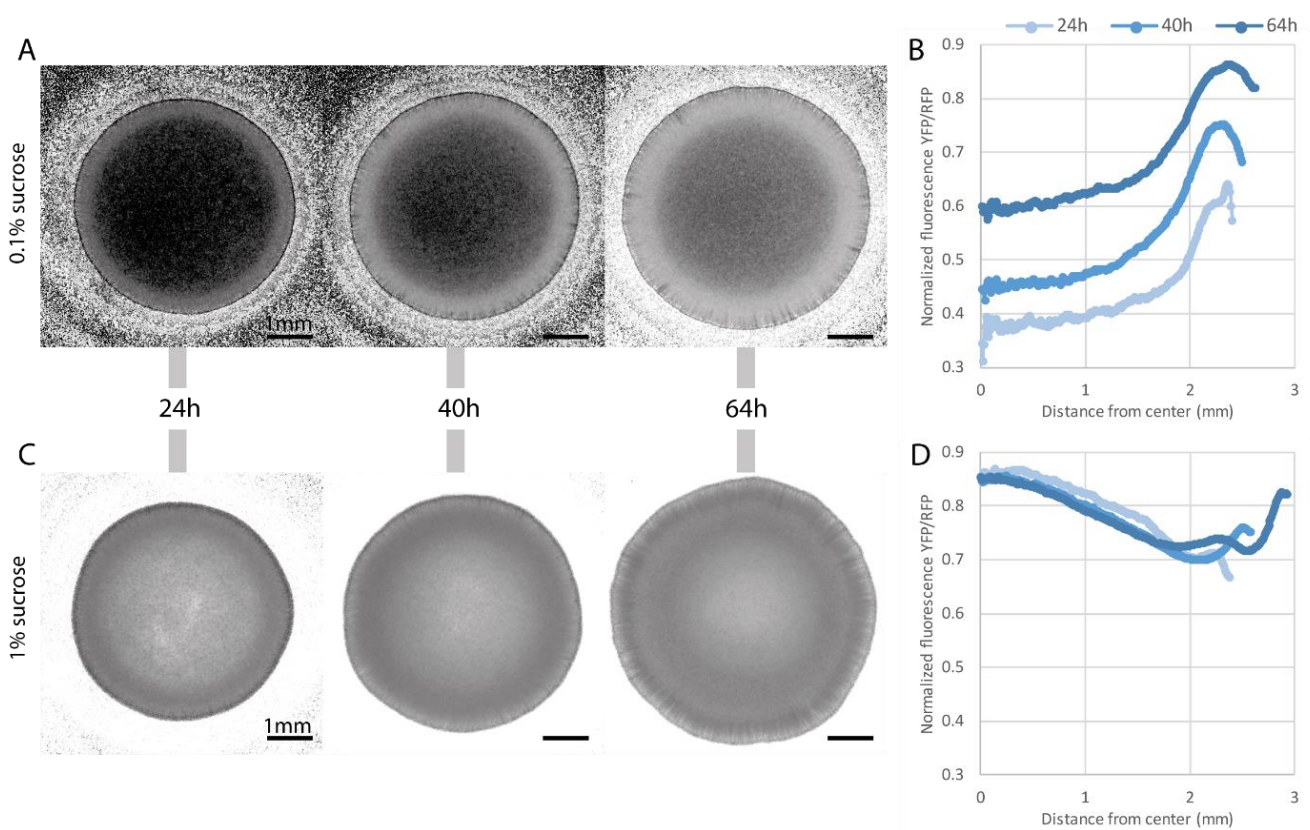 A
0.1% sucrose
1mm
24h
40h
64h
C
1% sucrose
1mm
24h 40h 64h
B
Normalized fluorescence YFP/RFP
0.9
0.8
0.7
0.6
0.5
0.4
0.3
0 1 2 3
Distance from center (mm)
D
Normalized fluorescence YFP/RFP
0.9
0.8
0.7
0.6
0.5
0.4
0.3
0 1 2 3
Distance from center (mm)